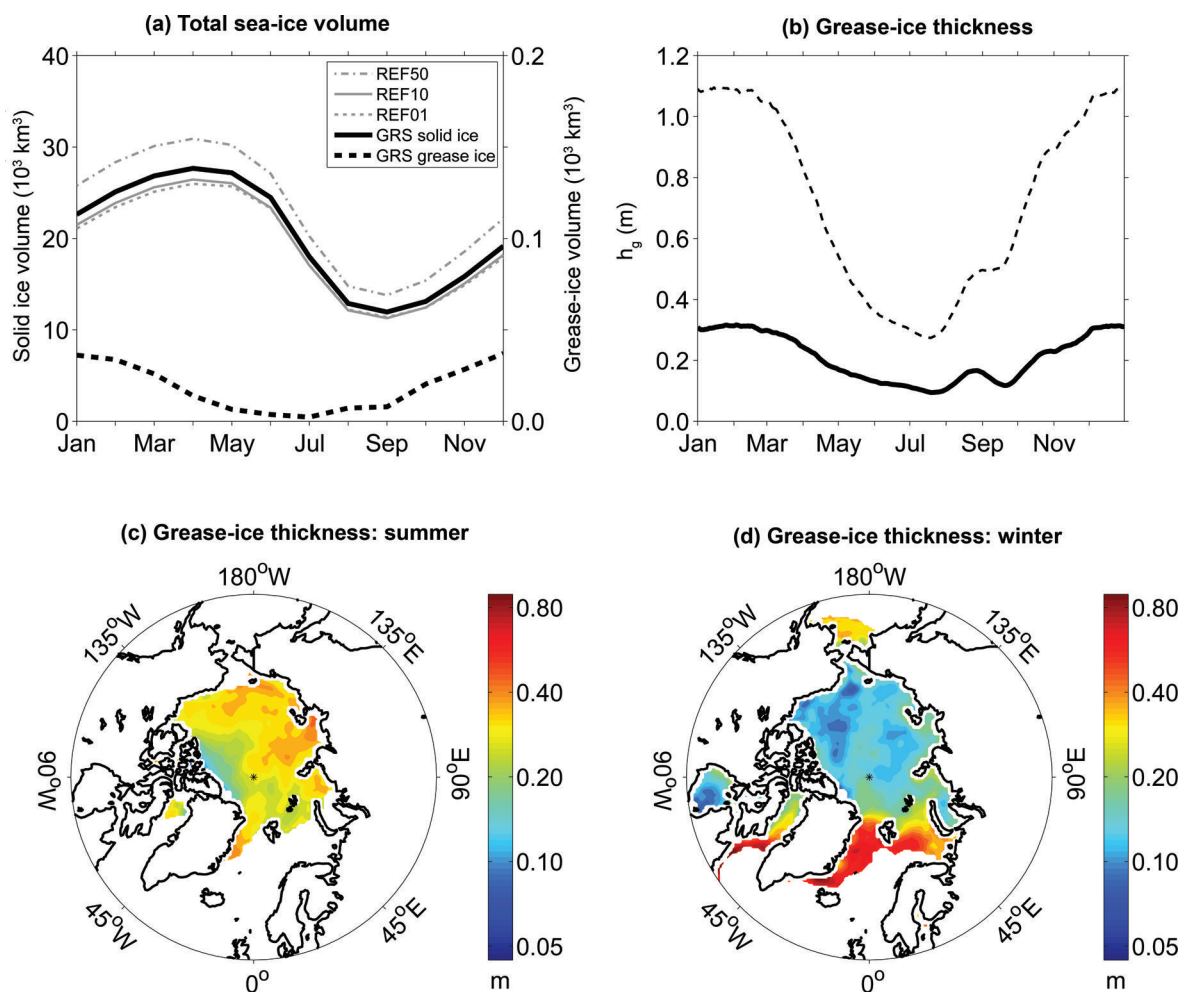 (a) Total sea-ice volume
40
30
20
10
0
Solid ice volume (10³ km³)
0.2
0.1
0.0
Grease-ice volume (10³ km³)
REF50
REF10
REF01
GRS solid ice
GRS grease ice
Jan Mar May Jul Sep Nov
(b) Grease-ice thickness
1.2
1.0
0.8
0.6
0.4
0.2
0.0
h_g (m)
Jan Mar May Jul Sep Nov
(c) Grease-ice thickness: summer
180°W
135°W
135°E
90°W
90°E
45°W
45°E
0°
0.80
0.40
0.20
0.10
0.05
m
(d) Grease-ice thickness: winter
180°W
135°W
135°E
90°W
90°E
45°W
45°E
0°
0.80
0.40
0.20
0.10
0.05
m